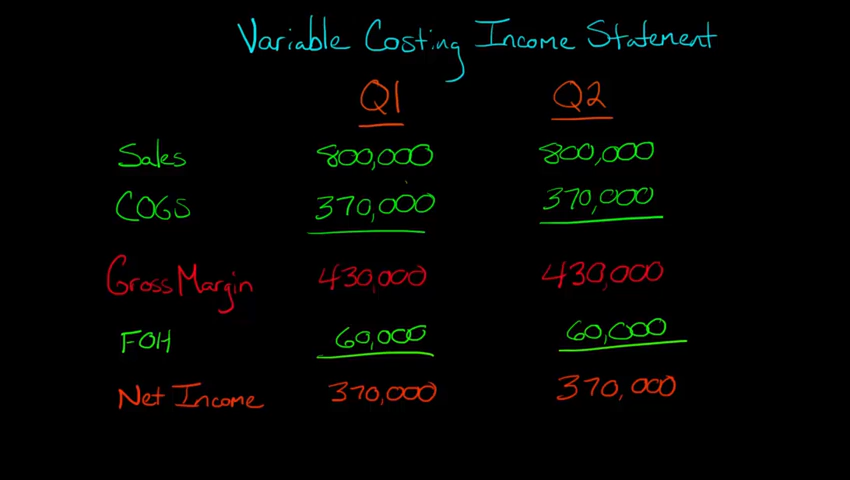 Variable Costing Income Statement
Q1 Q2
Sales 800,000 800,000
COGS 370,000 370,000
Gross Margin 430,000 430,000
FOH 60,000 60,000
Net Income 370,000 370,000